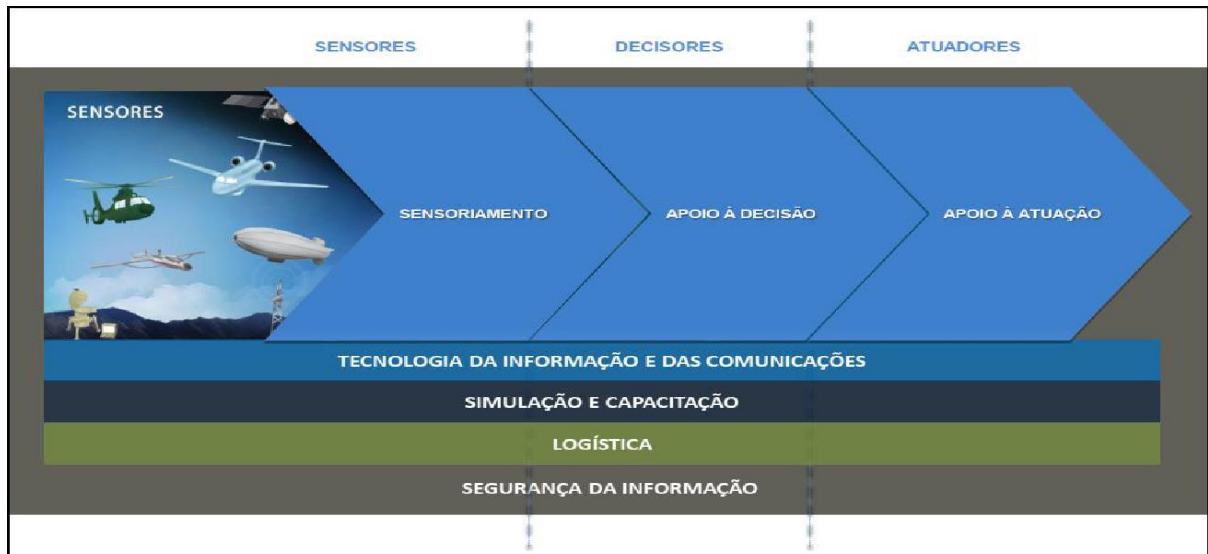 SENSORES
DECISORES
ATUADORES
SENSORES
SENSORIAMENTO
APOIO À DECISÃO
APOIO À ATUAÇÃO
TECNOLOGIA DA INFORMAÇÃO E DAS COMUNICAÇÕES
SIMULAÇÃO E CAPACITAÇÃO
LOGÍSTICA
SEGURANÇA DA INFORMAÇÃO